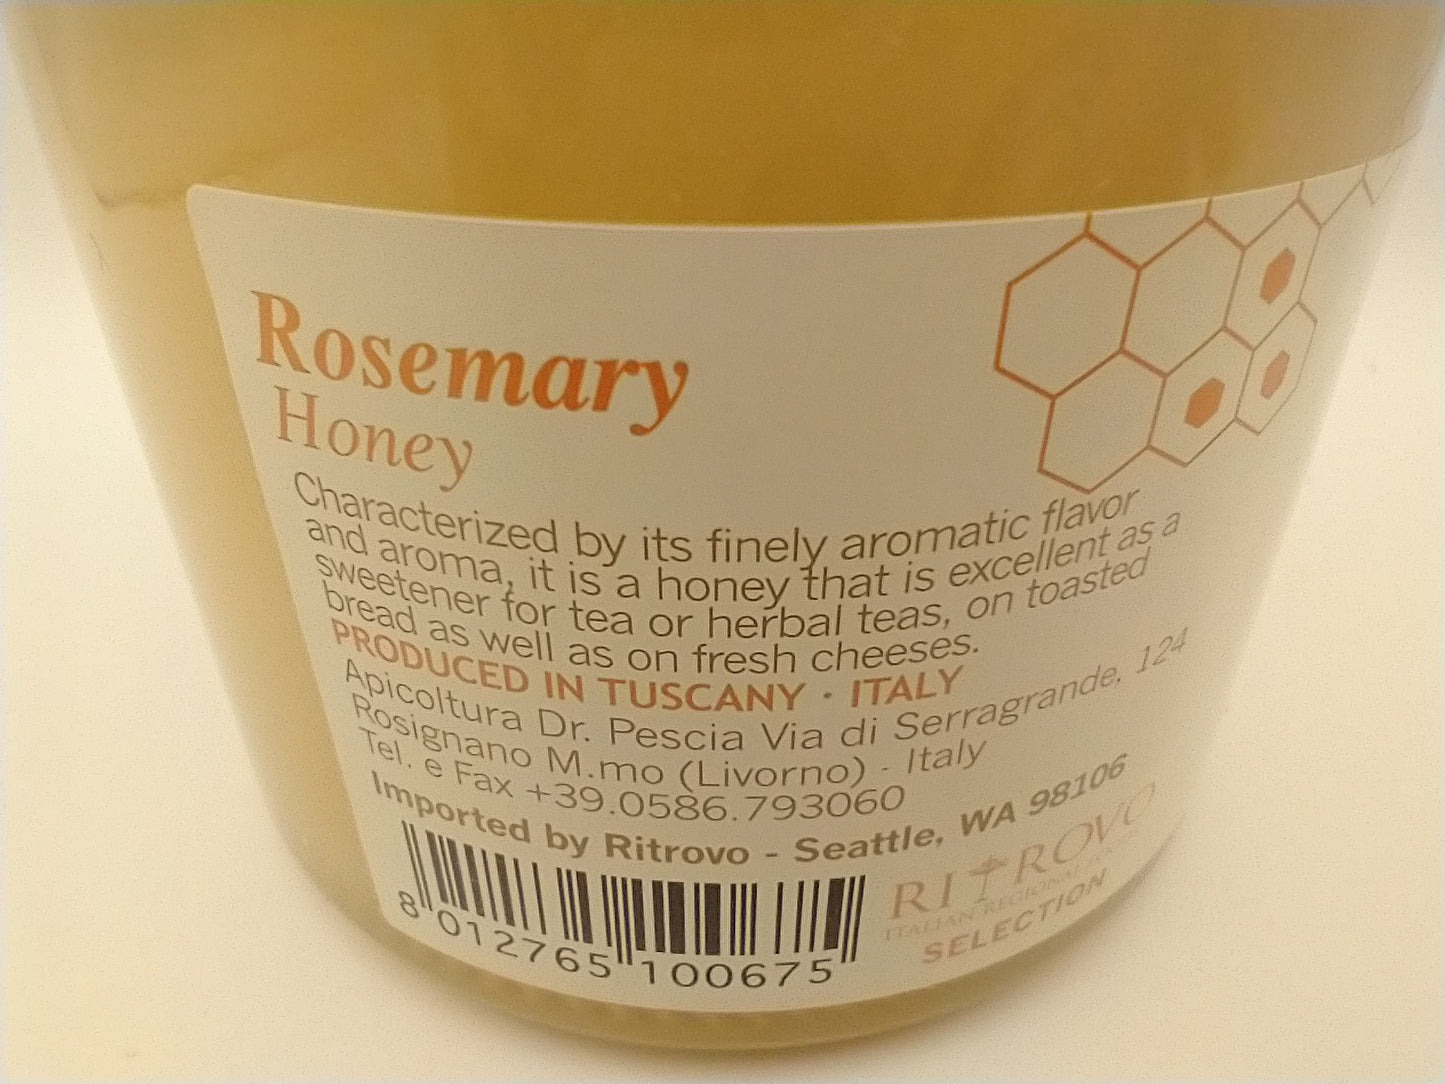 Rosemary
Honey
Characterized by its finely aromatic flavor
and aroma, it is a honey that is excellent as a
sweetener for tea or herbal teas, on toasted
bread as well as on fresh cheeses.
PRODUCED IN TUSCANY · ITALY
Apicoltura Dr. Pescia Via di Serragrande, 124
Rosignano M.mo (Livorno) - Italy
Tel. e Fax +39.0586.793060
Imported by Ritrovo - Seattle, WA 98106
RITROVO
ITALIAN REGIONAL
SELECTION
8 012765 100675